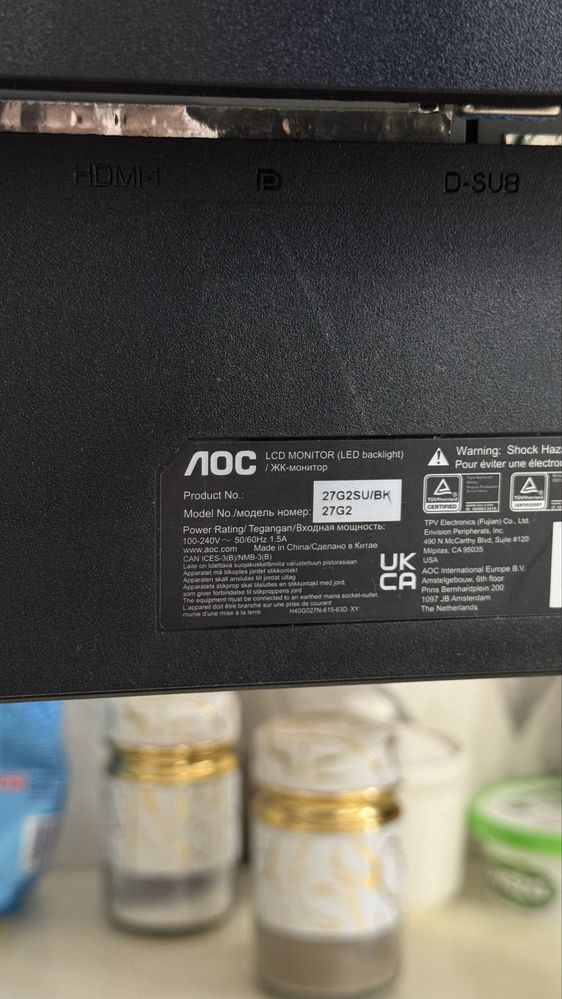 HDMI-1
D-SUB
AOC
LCD MONITOR (LED backlight)
/ ЖК-монитор
Product No.: 27G2SU/BK
Model No./модель номер: 27G2
Power Rating/ Tegangan/Входная мощность:
100-240V ~ 50/60Hz 1.5A
www.aoc.com Made in China/Сделано в Китае
CAN ICES-3(B)/NMB-3(B)
Laite on liitettävä suojakoskettimilla varustettuun pistorasiaan
Apparatet må tilkoples jordet stikkontakt
Apparaten skall anslutas till jordat uttag
Apparatets stikprop skal tilsluttes en stikkontakt med jord,
som giver forbindelse til stikproppens jord
The equipment must be connected to an earthed mains socket-outlet
L'appareil doit être branché sur une prise de courant
munie d'une mise à la terre H40G027N-615-63D XY
UK
CA
Warning: Shock Haz
Pour éviter une électro
TÜVRheinland
CERTIFIED
TÜVRheinland
CERTIFIED
TPV Electronics (Fujian) Co., Ltd.
Envision Peripherals, Inc.
490 N McCarthy Blvd, Suite #120
Milpitas, CA 95035
USA
AOC International Europe B.V.
Amstelgebouw, 6th floor
Prins Bernhardplein 200
1097 JB Amsterdam
The Netherlands